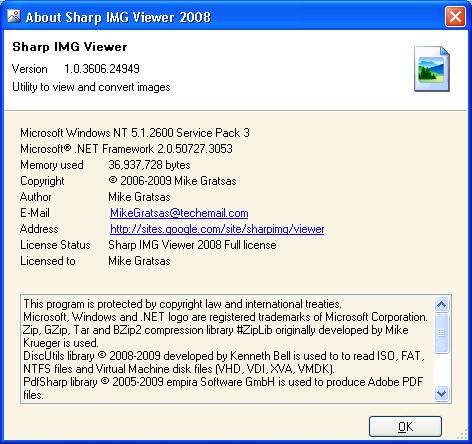 About Sharp IMG Viewer 2008
Sharp IMG Viewer
Version 1.0.3606.24949
Utility to view and convert images
Microsoft Windows NT 5.1.2600 Service Pack 3
Microsoft® .NET Framework 2.0.50727.3053
Memory used 36,937,728 bytes
Copyright © 2006-2009 Mike Gratsas
Author Mike Gratsas
E-Mail MikeGratsas@techemail.com
Address http://sites.google.com/site/sharpimg/viewer
License Status Sharp IMG Viewer 2008 Full license
Licensed to Mike Gratsas
This program is protected by copyright law and international treaties.
Microsoft, Windows and .NET logo are registered trademarks of Microsoft Corporation.
Zip, GZip, Tar and BZip2 compression library #ZipLib originally developed by Mike
Krueger is used.
DiscUtils library © 2008-2009 developed by Kenneth Bell is used to to read ISO, FAT,
NTFS files and Virtual Machine disk files (VHD, VDI, XVA, VMDK).
PdfSharp library © 2005-2009 empira Software GmbH is used to produce Adobe PDF
files.
OK